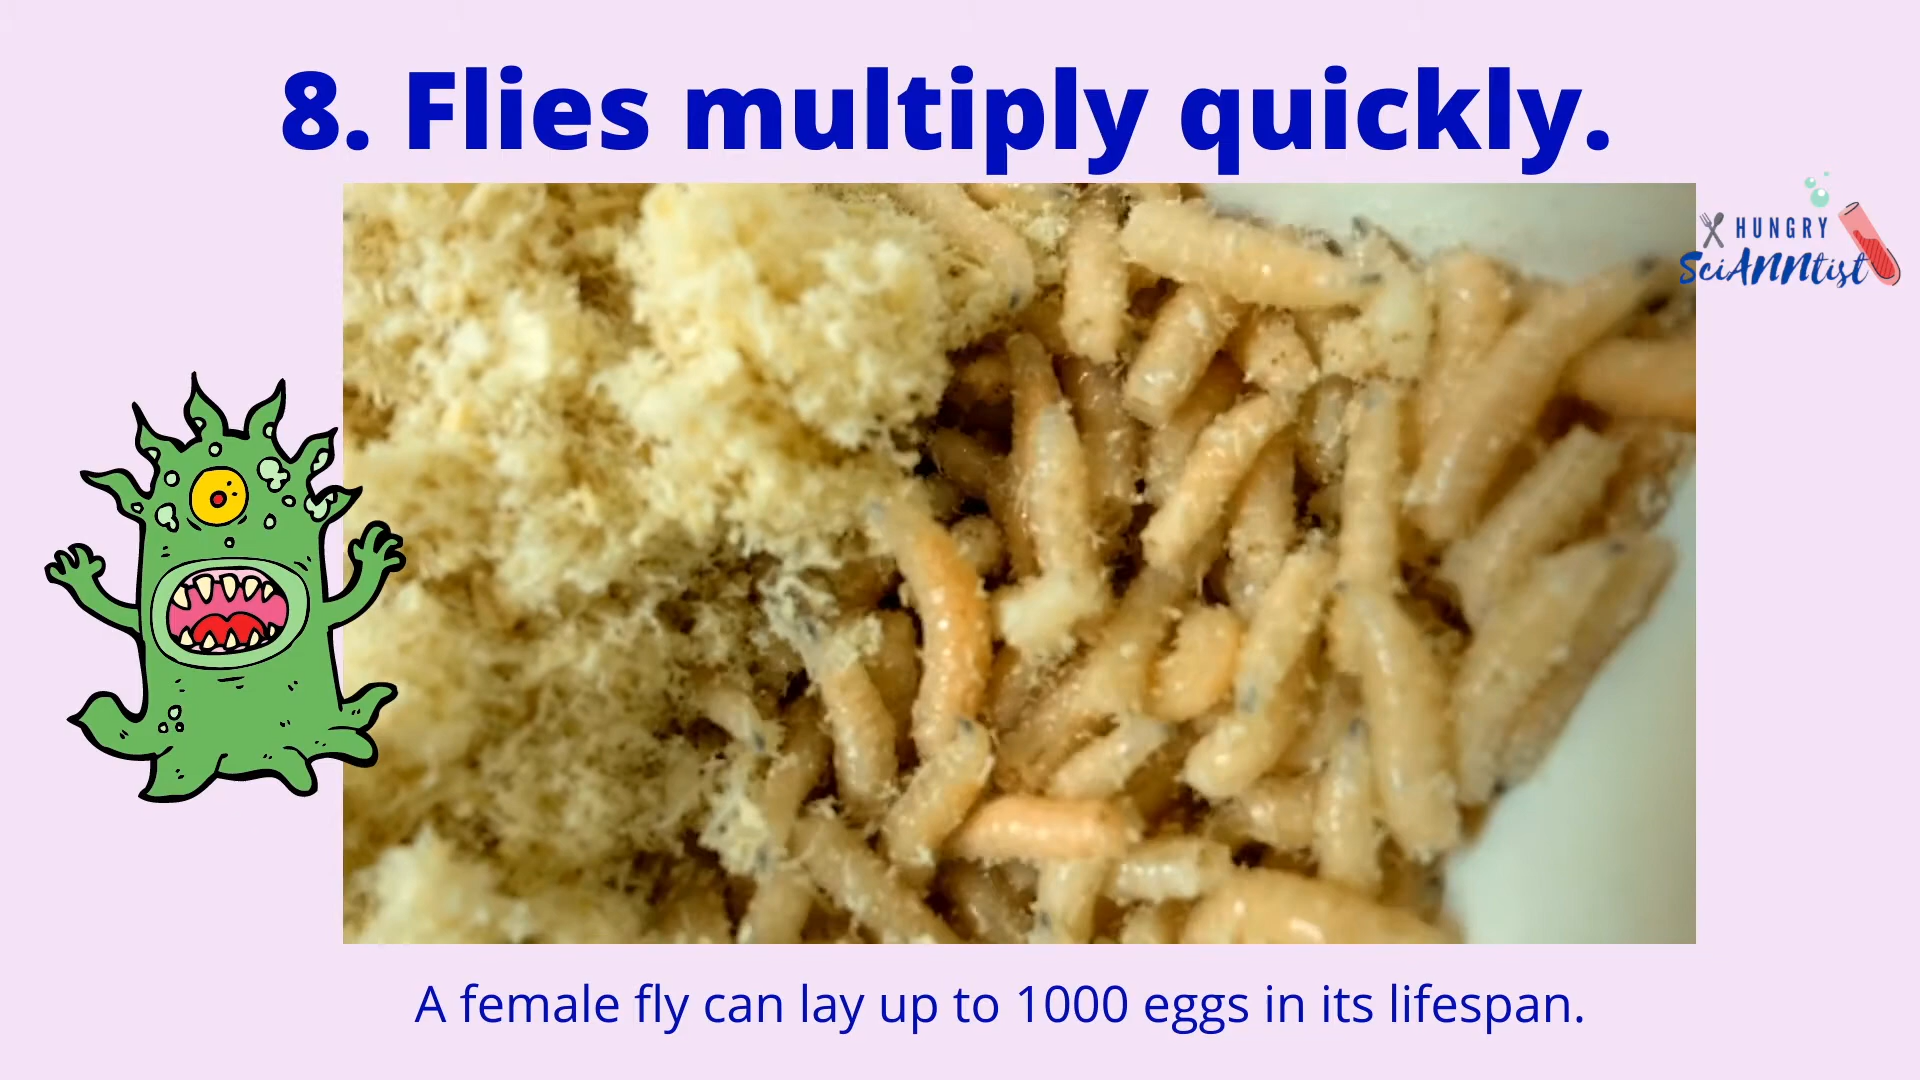 8. Flies multiply quickly.
HUNGRY
SciANNtist
A female fly can lay up to 1000 eggs in its lifespan.